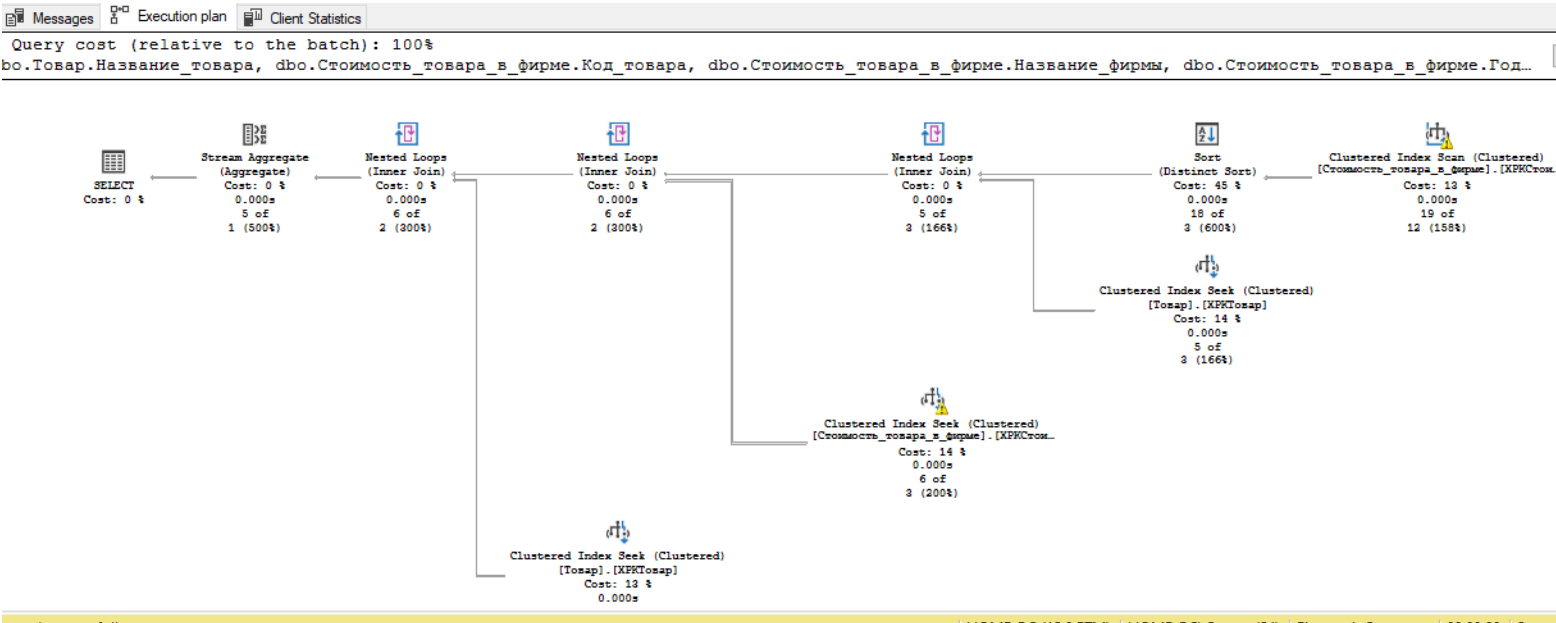 Messages
Execution plan
Client Statistics
Query cost (relative to the batch): 100%
bo.Товар.Название_товара, dbo.Стоимость_товара_в_фирме.Код_товара, dbo.Стоимость_товара_в_фирме.Название_фирмы, dbo.Стоимость_товара_в_фирме.Год…
SELECT
Cost: 0 %
Stream Aggregate
(Aggregate)
Cost: 0 %
0.000s
5 of
1 (500%)
Nested Loops
(Inner Join)
Cost: 0 %
0.000s
6 of
2 (300%)
Nested Loops
(Inner Join)
Cost: 0 %
0.000s
6 of
2 (300%)
Nested Loops
(Inner Join)
Cost: 0 %
0.000s
5 of
3 (166%)
Sort
(Distinct Sort)
Cost: 45 %
0.000s
18 of
3 (600%)
Clustered Index Scan (Clustered)
[Стоимость_товара_в_фирме].[XPKСтои…
Cost: 13 %
0.000s
19 of
12 (158%)
Clustered Index Seek (Clustered)
[Товар].[XPKТовар]
Cost: 14 %
0.000s
5 of
3 (166%)
Clustered Index Seek (Clustered)
[Стоимость_товара_в_фирме].[XPKСтои…
Cost: 14 %
0.000s
6 of
3 (200%)
Clustered Index Seek (Clustered)
[Товар].[XPKТовар]
Cost: 13 %
0.000s